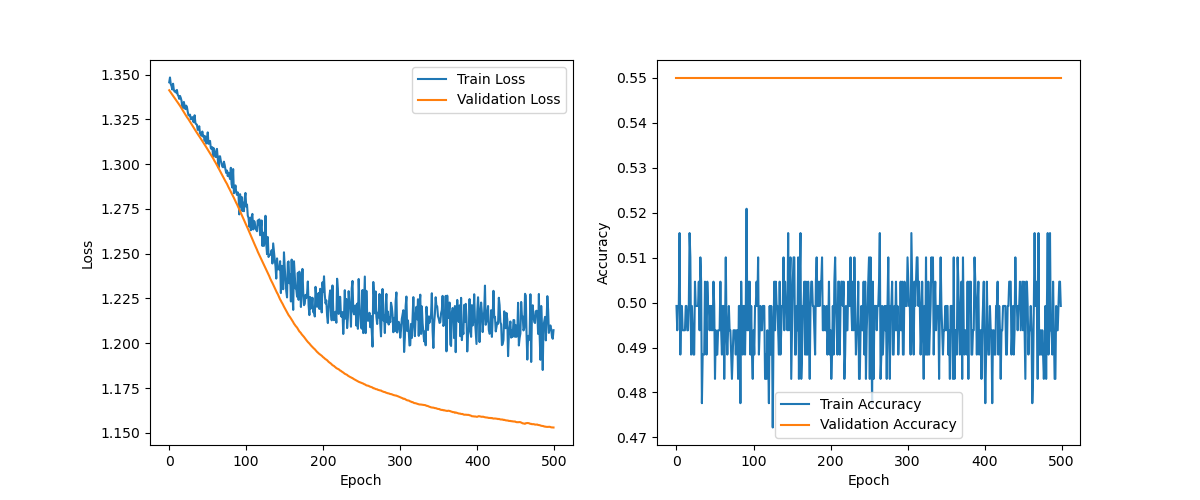 1.350
1.325
1.300
1.275
1.250
1.225
1.200
1.175
1.150
Loss
0 100 200 300 400 500
Epoch
Train Loss
Validation Loss
0.55
0.54
0.53
0.52
0.51
0.50
0.49
0.48
0.47
Accuracy
0 100 200 300 400 500
Epoch
Train Accuracy
Validation Accuracy